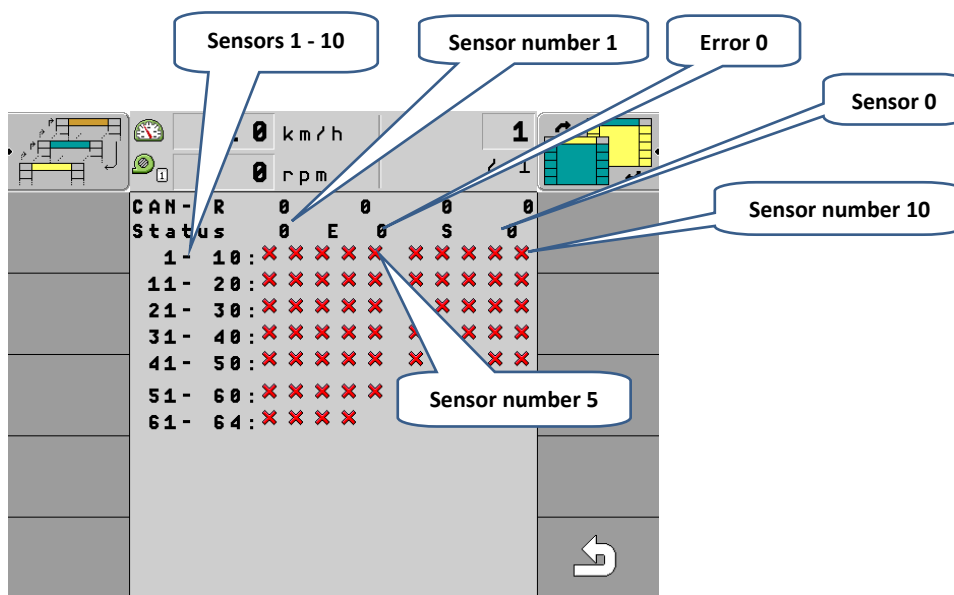 Sensors 1 - 10
Sensor number 1
Error 0
Sensor 0
.0 km/h 1
1 0 rpm / 1
CAN- R 0 0 0 0
Sensor number 10
Status 0 E 0 S 0
1- 10:
11- 20:
21- 30:
31- 40:
41- 50:
51- 60:
Sensor number 5
61- 64: